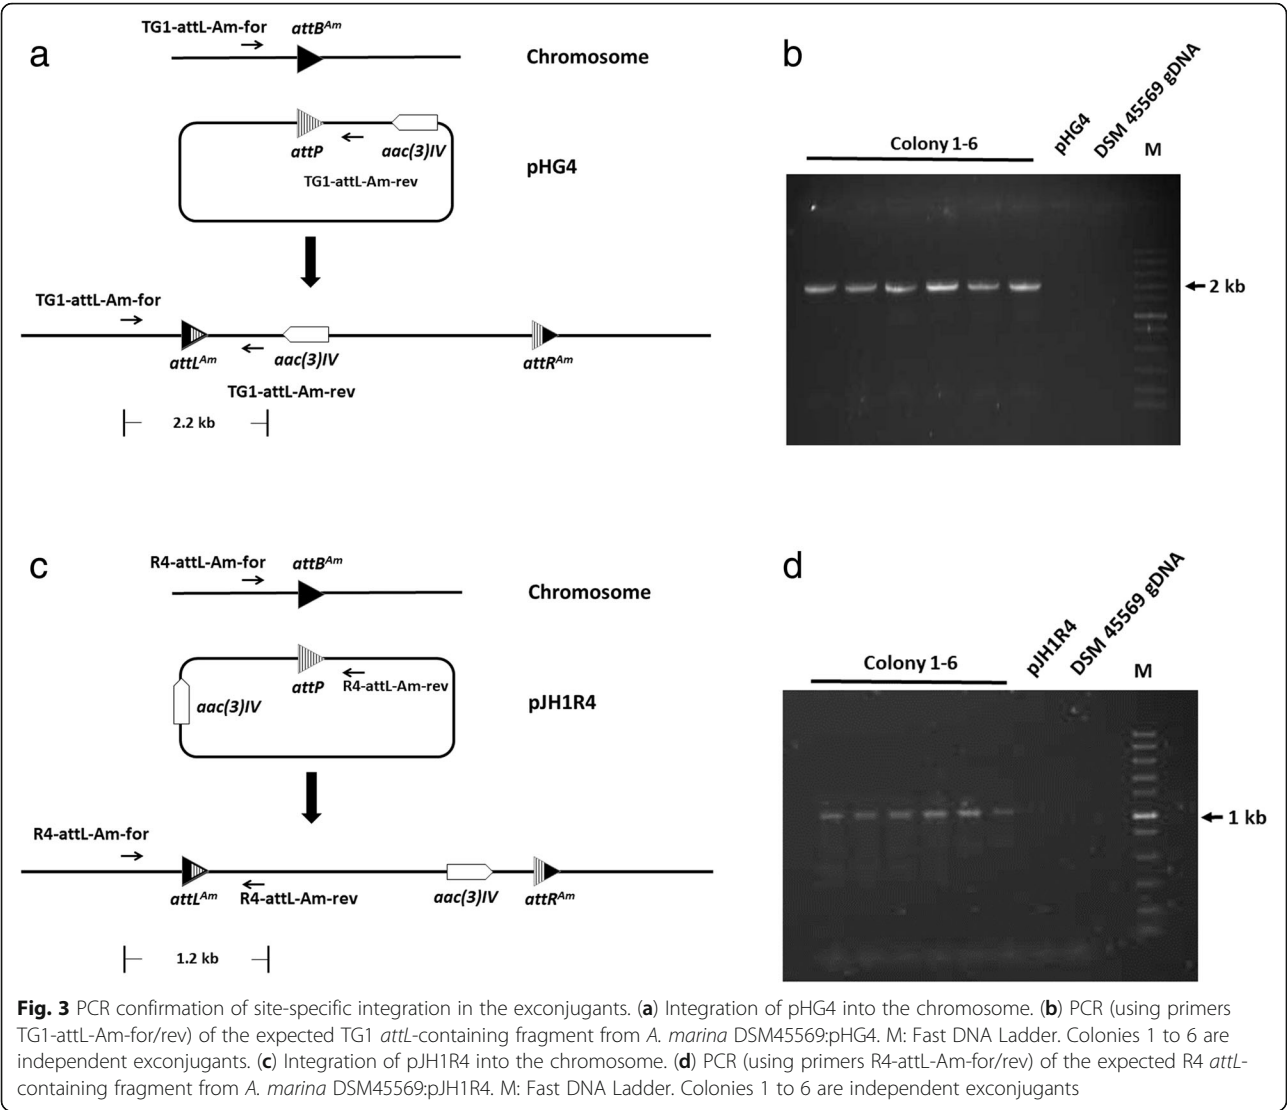 a
TG1-attL-Am-for
attB^Am
Chromosome
attP
aac(3)IV
TG1-attL-Am-rev
pHG4
TG1-attL-Am-for
attL^Am
aac(3)IV
attR^Am
TG1-attL-Am-rev
2.2 kb
b
Colony 1-6
pHG4
DSM 45569 gDNA
M
2 kb
c
R4-attL-Am-for
attB^Am
Chromosome
attP
R4-attL-Am-rev
aac(3)IV
pJH1R4
R4-attL-Am-for
attL^Am
R4-attL-Am-rev
aac(3)IV
attR^Am
1.2 kb
d
Colony 1-6
pJH1R4
DSM 45569 gDNA
M
1 kb
Fig. 3 PCR confirmation of site-specific integration in the exconjugants. (a) Integration of pHG4 into the chromosome. (b) PCR (using primers
TG1-attL-Am-for/rev) of the expected TG1 attL-containing fragment from A. marina DSM45569:pHG4. M: Fast DNA Ladder. Colonies 1 to 6 are
independent exconjugants. (c) Integration of pJH1R4 into the chromosome. (d) PCR (using primers R4-attL-Am-for/rev) of the expected R4 attL-
containing fragment from A. marina DSM45569:pJH1R4. M: Fast DNA Ladder. Colonies 1 to 6 are independent exconjugants